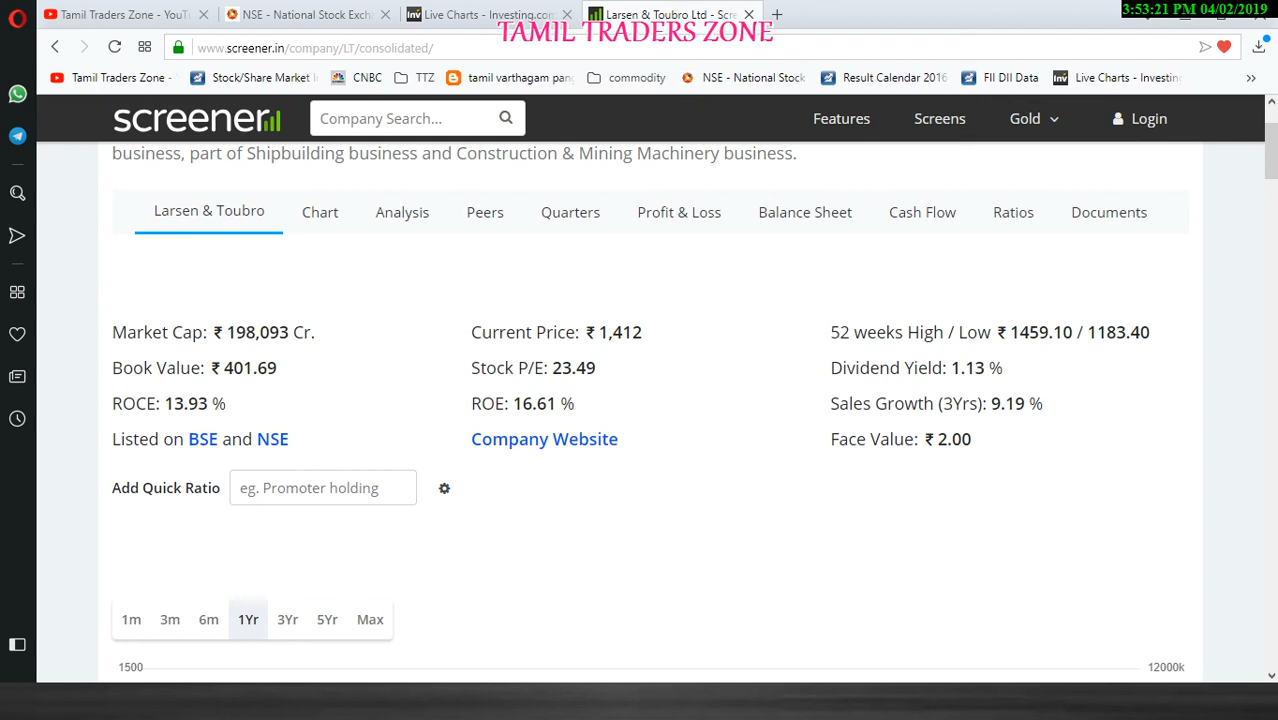 3:53:21 PM 04/02/2019
Tamil Traders Zone - YouT
NSE - National Stock Excha
Live Charts - Investing.com
Larsen & Toubro Ltd - Scre
TAMIL TRADERS ZONE
www.screener.in/company/LT/consolidated/
Tamil Traders Zone -
Stock/Share Market I
CNBC
TTZ
tamil varthagam pan
commodity
NSE - National Stock
Result Calendar 2016
FII DII Data
Inv
Live Charts - Investin
screener
Company Search...
Features
Screens
Gold
Login
business, part of Shipbuilding business and Construction & Mining Machinery business.
Larsen & Toubro
Chart
Analysis
Peers
Quarters
Profit & Loss
Balance Sheet
Cash Flow
Ratios
Documents
Market Cap: ₹ 198,093 Cr.
Current Price: ₹ 1,412
52 weeks High / Low ₹ 1459.10 / 1183.40
Book Value: ₹ 401.69
Stock P/E: 23.49
Dividend Yield: 1.13 %
ROCE: 13.93 %
ROE: 16.61 %
Sales Growth (3Yrs): 9.19 %
Listed on BSE and NSE
Company Website
Face Value: ₹ 2.00
Add Quick Ratio
eg. Promoter holding
1m
3m
6m
1Yr
3Yr
5Yr
Max
1500
12000k